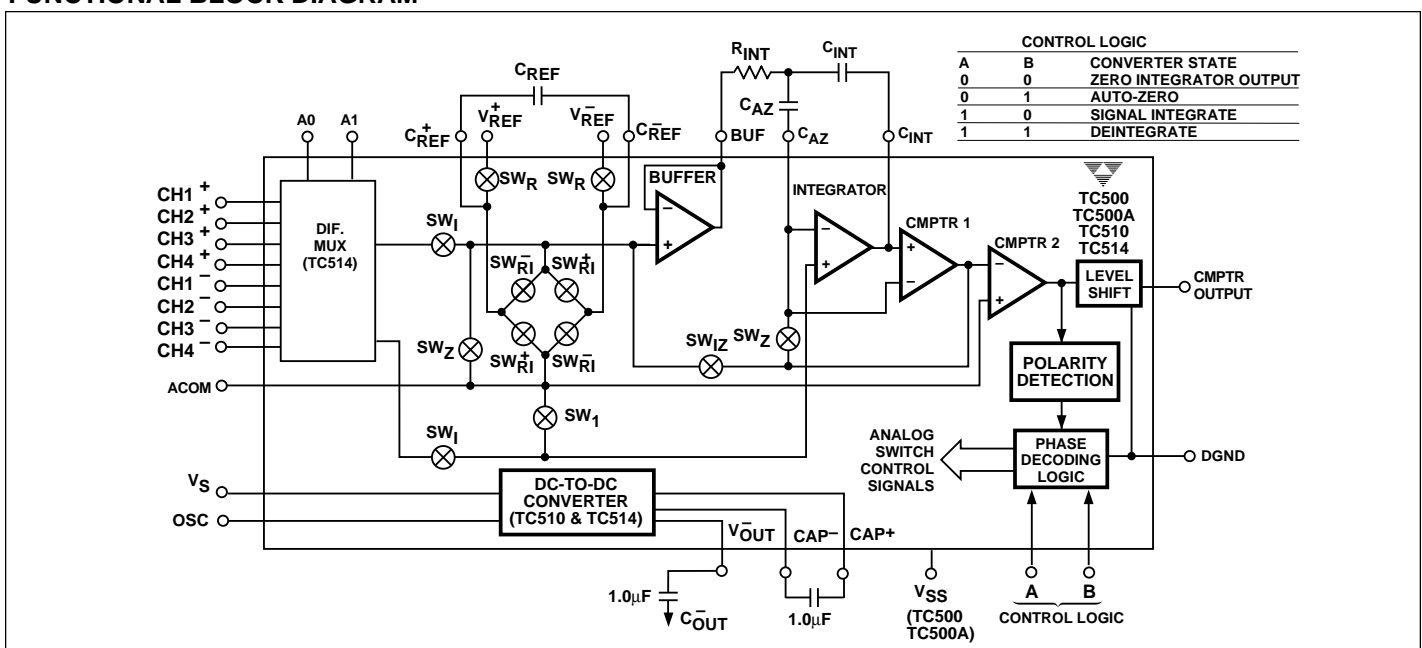 FUNCTIONAL BLOCK DIAGRAM
CONTROL LOGIC
A B CONVERTER STATE
0 0 ZERO INTEGRATOR OUTPUT
0 1 AUTO-ZERO
1 0 SIGNAL INTEGRATE
1 1 DEINTEGRATE
RINT
CINT
CREF
CAZ
A0
A1
C+REF
V+REF
V–REF
C–REF
BUF
CAZ
CINT
SWR
SWR
BUFFER
INTEGRATOR
CMPTR 1
CMPTR 2
TC500
TC500A
TC510
TC514
CH1 +
CH2 +
CH3 +
CH4 +
CH1 –
CH2 –
CH3 –
CH4 –
DIF.
MUX
(TC514)
SWI
SW–RI
SW+RI
LEVEL
SHIFT
CMPTR
OUTPUT
SWZ
SW+RI
SW–RI
SWIZ
SWZ
POLARITY
DETECTION
ACOM
SW1
SWI
ANALOG
SWITCH
CONTROL
SIGNALS
PHASE
DECODING
LOGIC
DGND
VS
OSC
DC-TO-DC
CONVERTER
(TC510 & TC514)
V–OUT
CAP–
CAP+
1.0µF
C–OUT
1.0µF
VSS
(TC500
TC500A)
A
B
CONTROL LOGIC